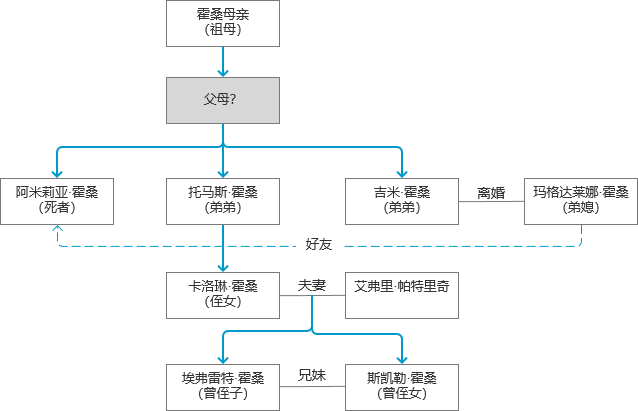 霍桑母亲
(祖母)
父母?
阿米莉亚·霍桑
(死者)
托马斯·霍桑
(弟弟)
吉米·霍桑
(弟弟)
离婚
玛格达莱娜·霍桑
(弟媳)
好友
卡洛琳·霍桑
(侄女)
夫妻
艾弗里·帕特里奇
埃弗雷特·霍桑
(曾侄子)
兄妹
斯凯勒·霍桑
(曾侄女)